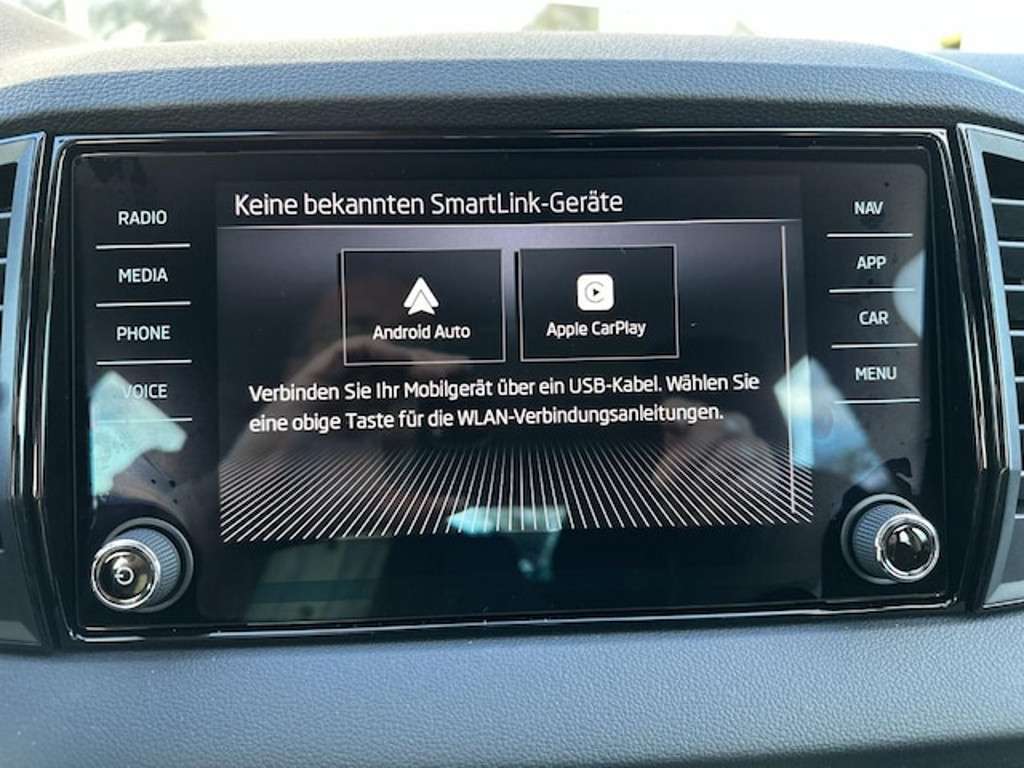 Keine bekannten SmartLink-Geräte
RADIO
MEDIA
PHONE
VOICE
Android Auto
Apple CarPlay
Verbinden Sie Ihr Mobilgerät über ein USB-Kabel. Wählen Sie
eine obige Taste für die WLAN-Verbindungsanleitungen.
NAV
APP
CAR
MENU